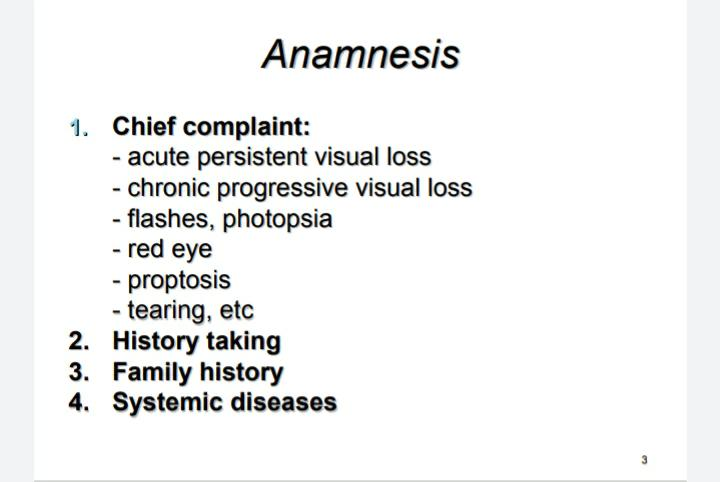 Anamnesis
1. Chief complaint:
- acute persistent visual loss
- chronic progressive visual loss
- flashes, photopsia
- red eye
- proptosis
- tearing, etc
2. History taking
3. Family history
4. Systemic diseases
3